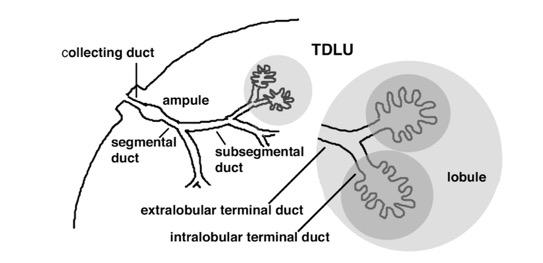 collecting duct
TDLU
ampule
segmental
duct
subsegmental
duct
lobule
extralobular terminal duct
intralobular terminal duct